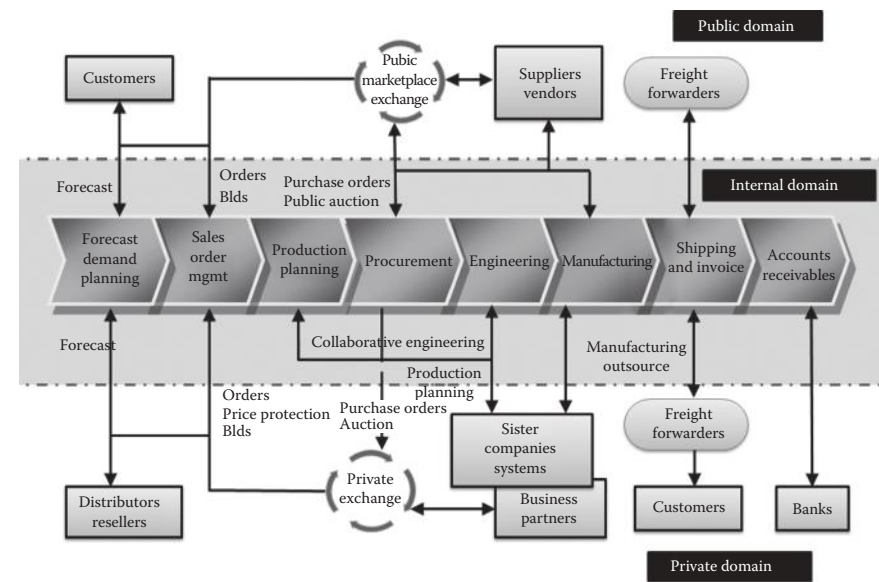 Public domain
Customers
Pubic
marketplace
exchange
Suppliers
vendors
Freight
forwarders
Forecast
Orders
Blds
Purchase orders
Public auction
Internal domain
Forecast
demand
planning
Sales
order
mgmt
Production
planning
Procurement
Engineering
Manufacturing
Shipping
and invoice
Accounts
receivables
Forecast
Collaborative engineering
Manufacturing
outsource
Production
planning
Orders
Price protection
Blds
Purchase orders
Auction
Sister
companies
systems
Freight
forwarders
Private
exchange
Distributors
resellers
Business
partners
Customers
Banks
Private domain